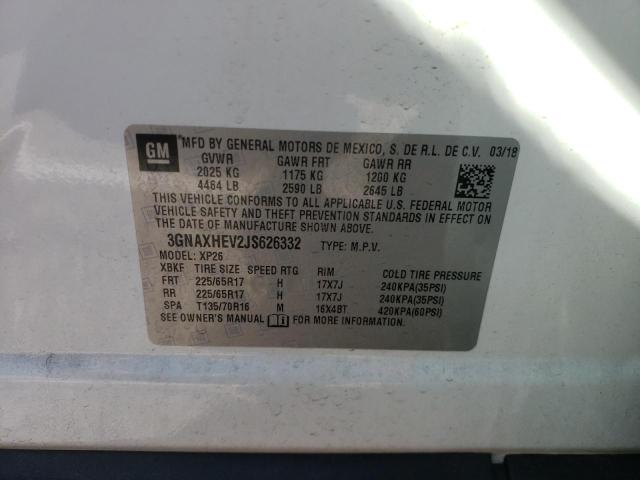 GM *MFD BY GENERAL MOTORS DE MEXICO, S. DE R.L. DE C.V. 03/18
GVWR GAWR FRT GAWR RR
2025 KG 1175 KG 1200 KG
4464 LB 2590 LB 2645 LB
THIS VEHICLE CONFORMS TO ALL APPLICABLE U.S. FEDERAL MOTOR
VEHICLE SAFETY AND THEFT PREVENTION STANDARDS IN EFFECT ON
THE DATE OF MANUFACTURE SHOWN ABOVE.
3GNAXHEV2JS626332 TYPE: M.P.V.
MODEL: XP26
XBKF TIRE SIZE SPEED RTG RIM COLD TIRE PRESSURE
FRT 225/65R17 H 17X7J 240KPA(35PSI)
RR 225/65R17 H 17X7J 240KPA(35PSI)
SPA T135/70R16 M 16X4BT 420KPA(60PSI)
SEE OWNER'S MANUAL FOR MORE INFORMATION.